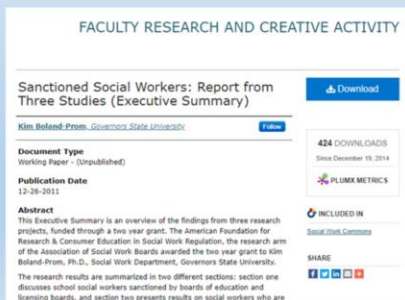 FACULTY RESEARCH AND CREATIVE ACTIVITY
Sanctioned Social Workers: Report from
Three Studies (Executive Summary)
Kim Boland-Prom, Governors State University
Follow
Document Type
Working Paper - (Unpublished)
Publication Date
12-26-2011
Abstract
This Executive Summary is an overview of the findings from three research
projects, funded through a two year grant. The American Foundation for
Research & Consumer Education in Social Work Regulation, the research arm
of the Association of Social Work Boards awarded the two year grant to Kim
Boland-Prom, Ph.D., Social Work Department, Governors State University.
The research results are summarized in two different sections: section one
discusses school social workers sanctioned by boards of education and
licensing boards, and section two presents results on social workers who are
Download
424 DOWNLOADS
Since December 19, 2014
PLUMX METRICS
INCLUDED IN
Social Work Commons
SHARE